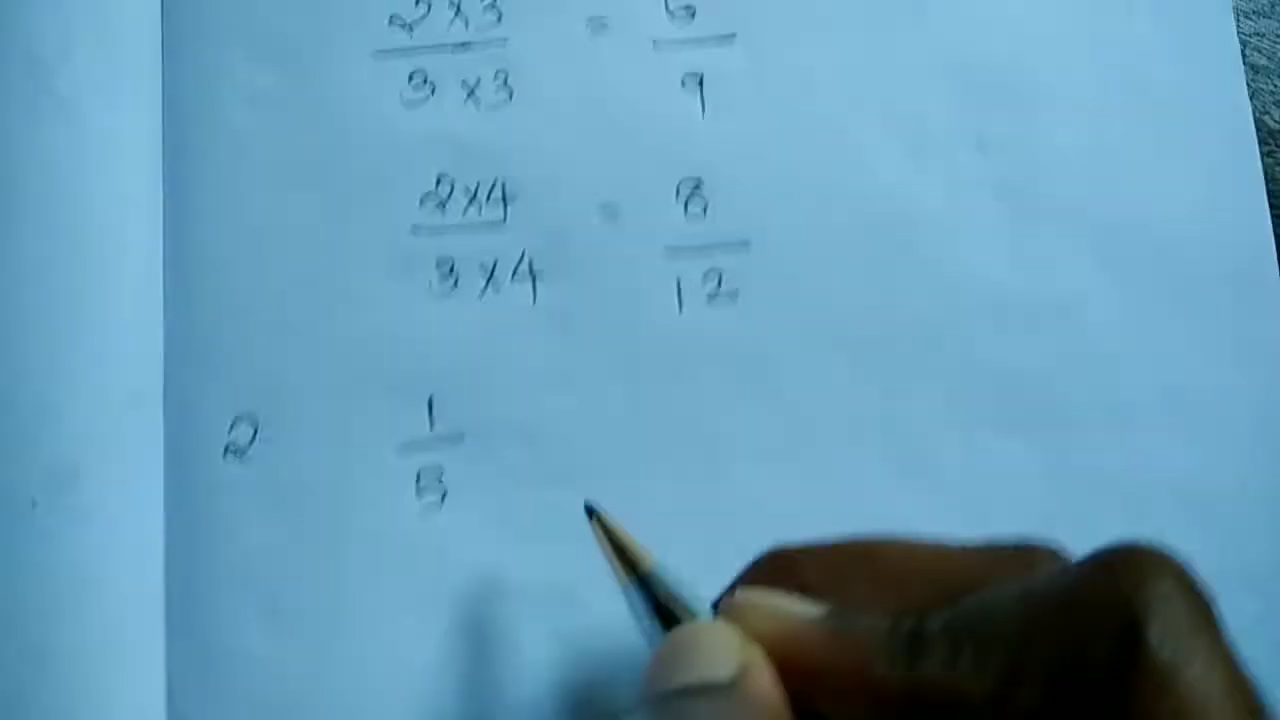 2×3 = 6
3 ×3 9
2×4 = 8
3 ×4 12
2 1
5